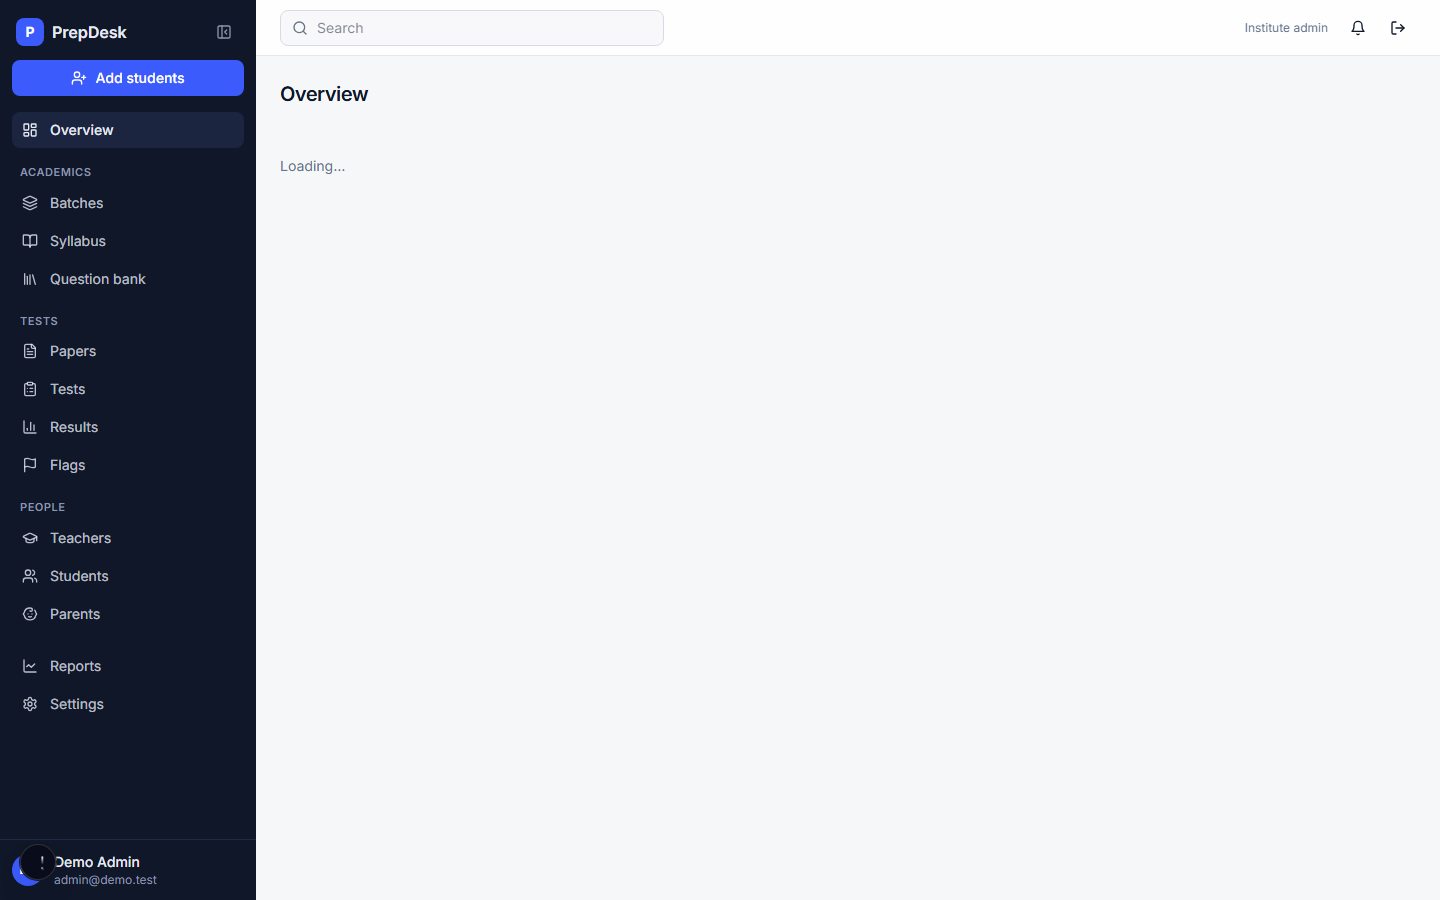 P PrepDesk
Search
Institute admin
Add students
Overview
Overview
ACADEMICS
Loading...
Batches
Syllabus
Question bank
TESTS
Papers
Tests
Results
Flags
PEOPLE
Teachers
Students
Parents
Reports
Settings
Demo Admin
admin@demo.test